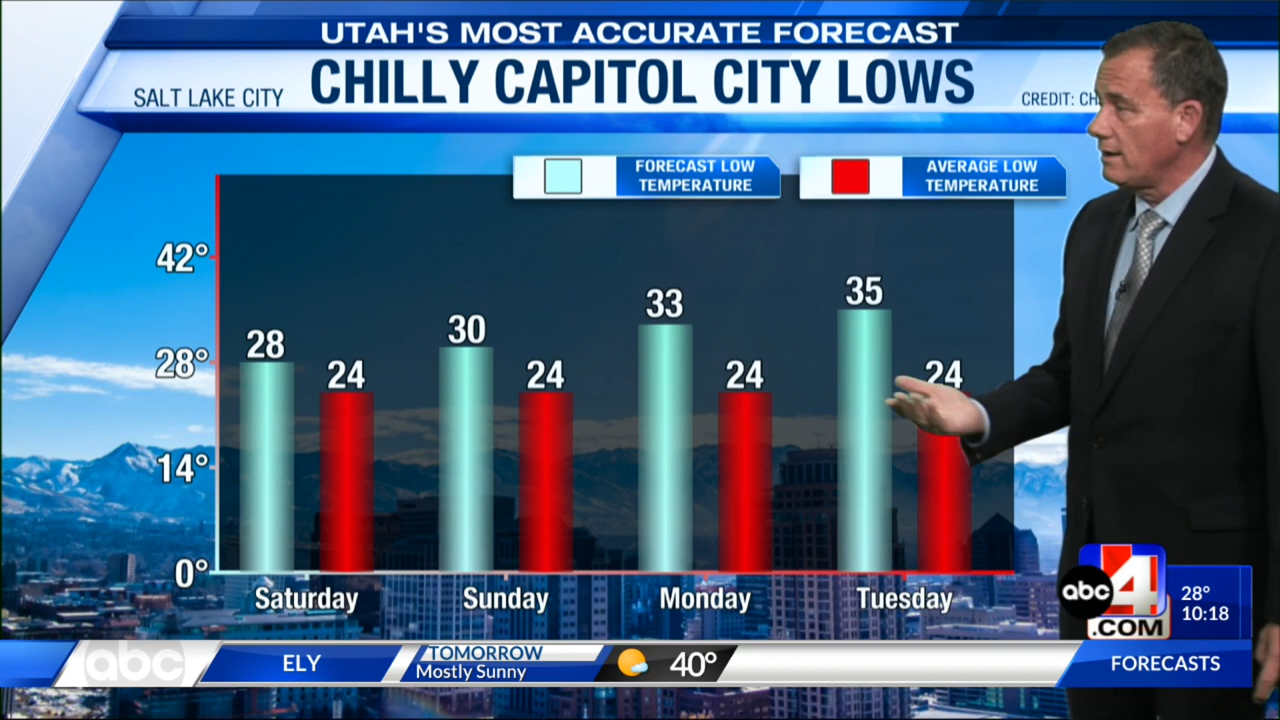 UTAH'S MOST ACCURATE FORECAST
SALT LAKE CITY
CHILLY CAPITOL CITY LOWS
CREDIT:
FORECAST LOW
TEMPERATURE
AVERAGE LOW
TEMPERATURE
42°
28°
14°
0°
28
24
30
24
33
24
35
24
Saturday
Sunday
Monday
Tuesday
abc
4
.COM
28°
10:18
abc
ELY
TOMORROW
Mostly Sunny
40°
FORECASTS